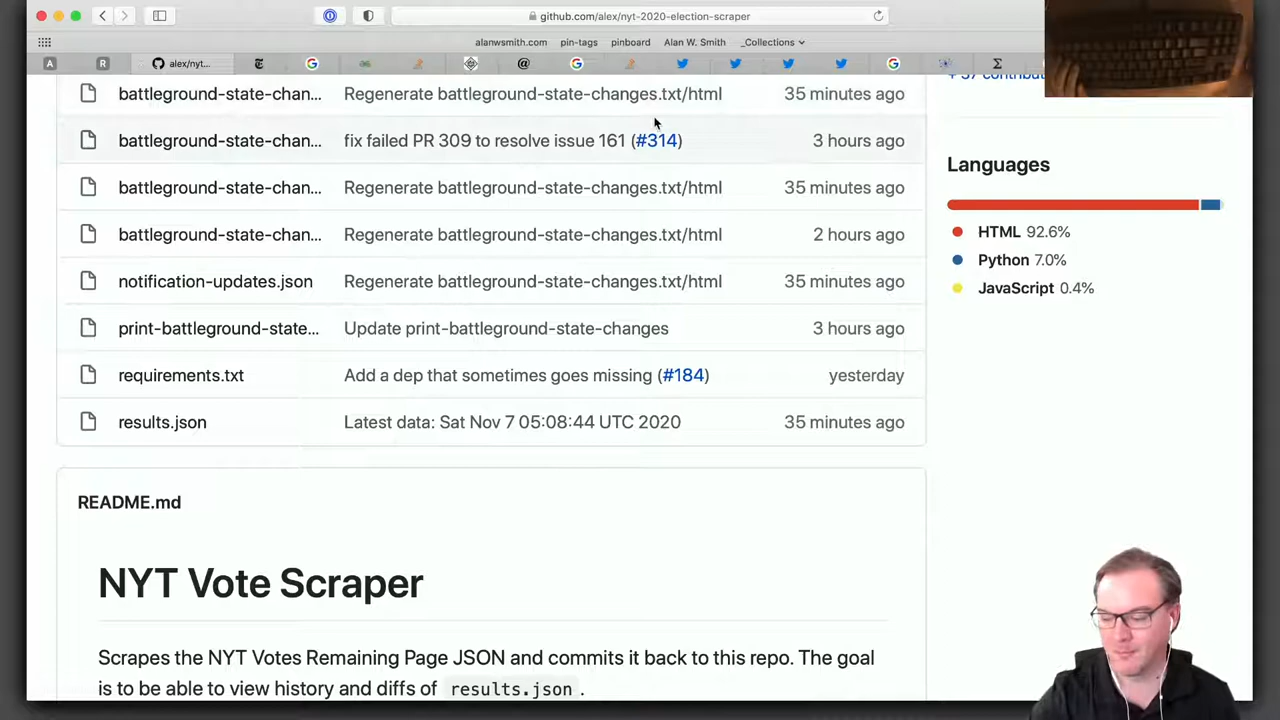 github.com/alex/nyt-2020-election-scraper
alanwsmith.com pin-tags pinboard Alan W. Smith _Collections
A R alex/nyt...
battleground-state-chan... Regenerate battleground-state-changes.txt/html 35 minutes ago
battleground-state-chan... fix failed PR 309 to resolve issue 161 (#314) 3 hours ago
battleground-state-chan... Regenerate battleground-state-changes.txt/html 35 minutes ago
battleground-state-chan... Regenerate battleground-state-changes.txt/html 2 hours ago
notification-updates.json Regenerate battleground-state-changes.txt/html 35 minutes ago
print-battleground-state... Update print-battleground-state-changes 3 hours ago
requirements.txt Add a dep that sometimes goes missing (#184) yesterday
results.json Latest data: Sat Nov 7 05:08:44 UTC 2020 35 minutes ago
Languages
HTML 92.6%
Python 7.0%
JavaScript 0.4%
README.md
NYT Vote Scraper
Scrapes the NYT Votes Remaining Page JSON and commits it back to this repo. The goal
is to be able to view history and diffs of results.json .